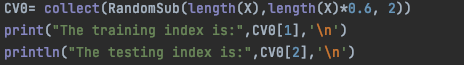 CV0= collect(RandomSub(length(X),length(X)*0.6, 2))
print("The training index is:",CV0[1],'\n')
println("The testing index is:",CV0[2],'\n')